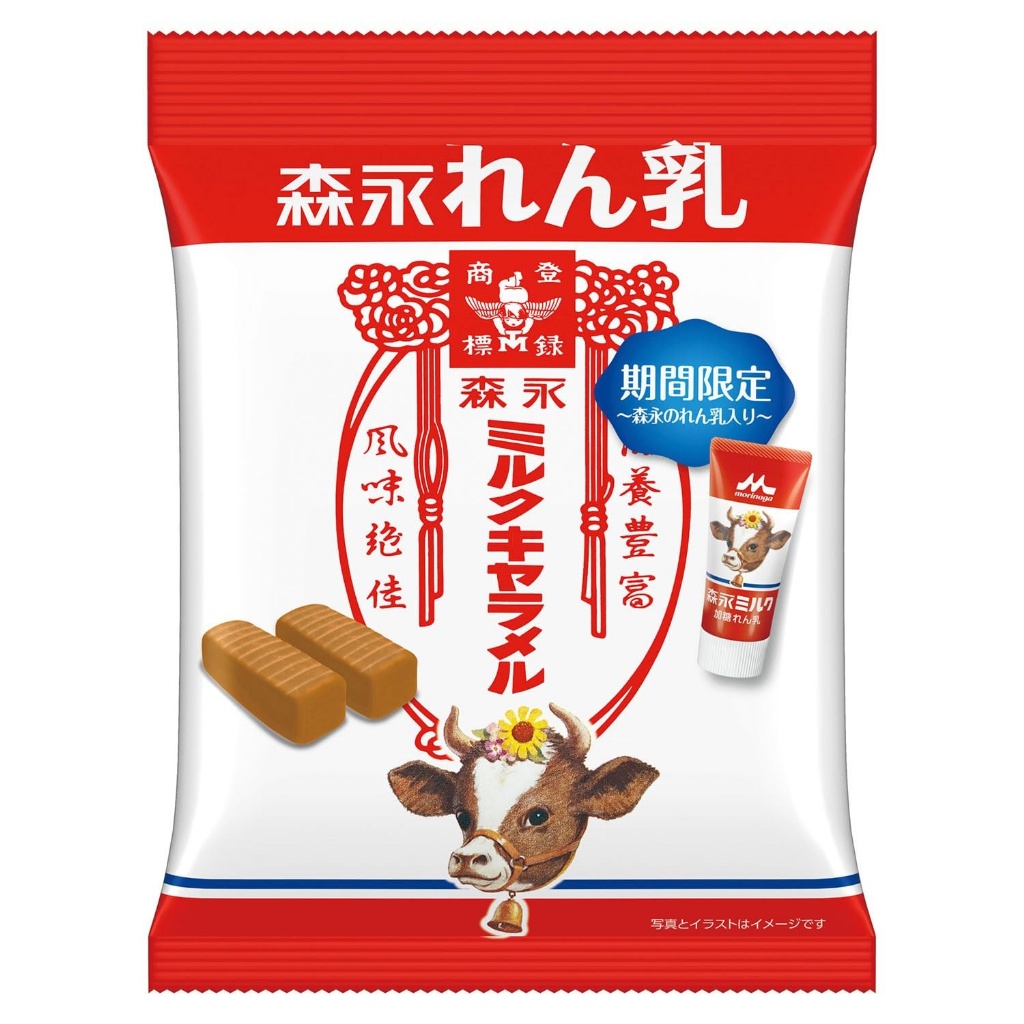 森永れん乳
商登
標録
森永
ミルクキャラメル
風味絶佳
養豊富
期間限定
～森永のれん乳入り～
morinaga
森永ミルク
加糖れん乳
写真とイラストはイメージです